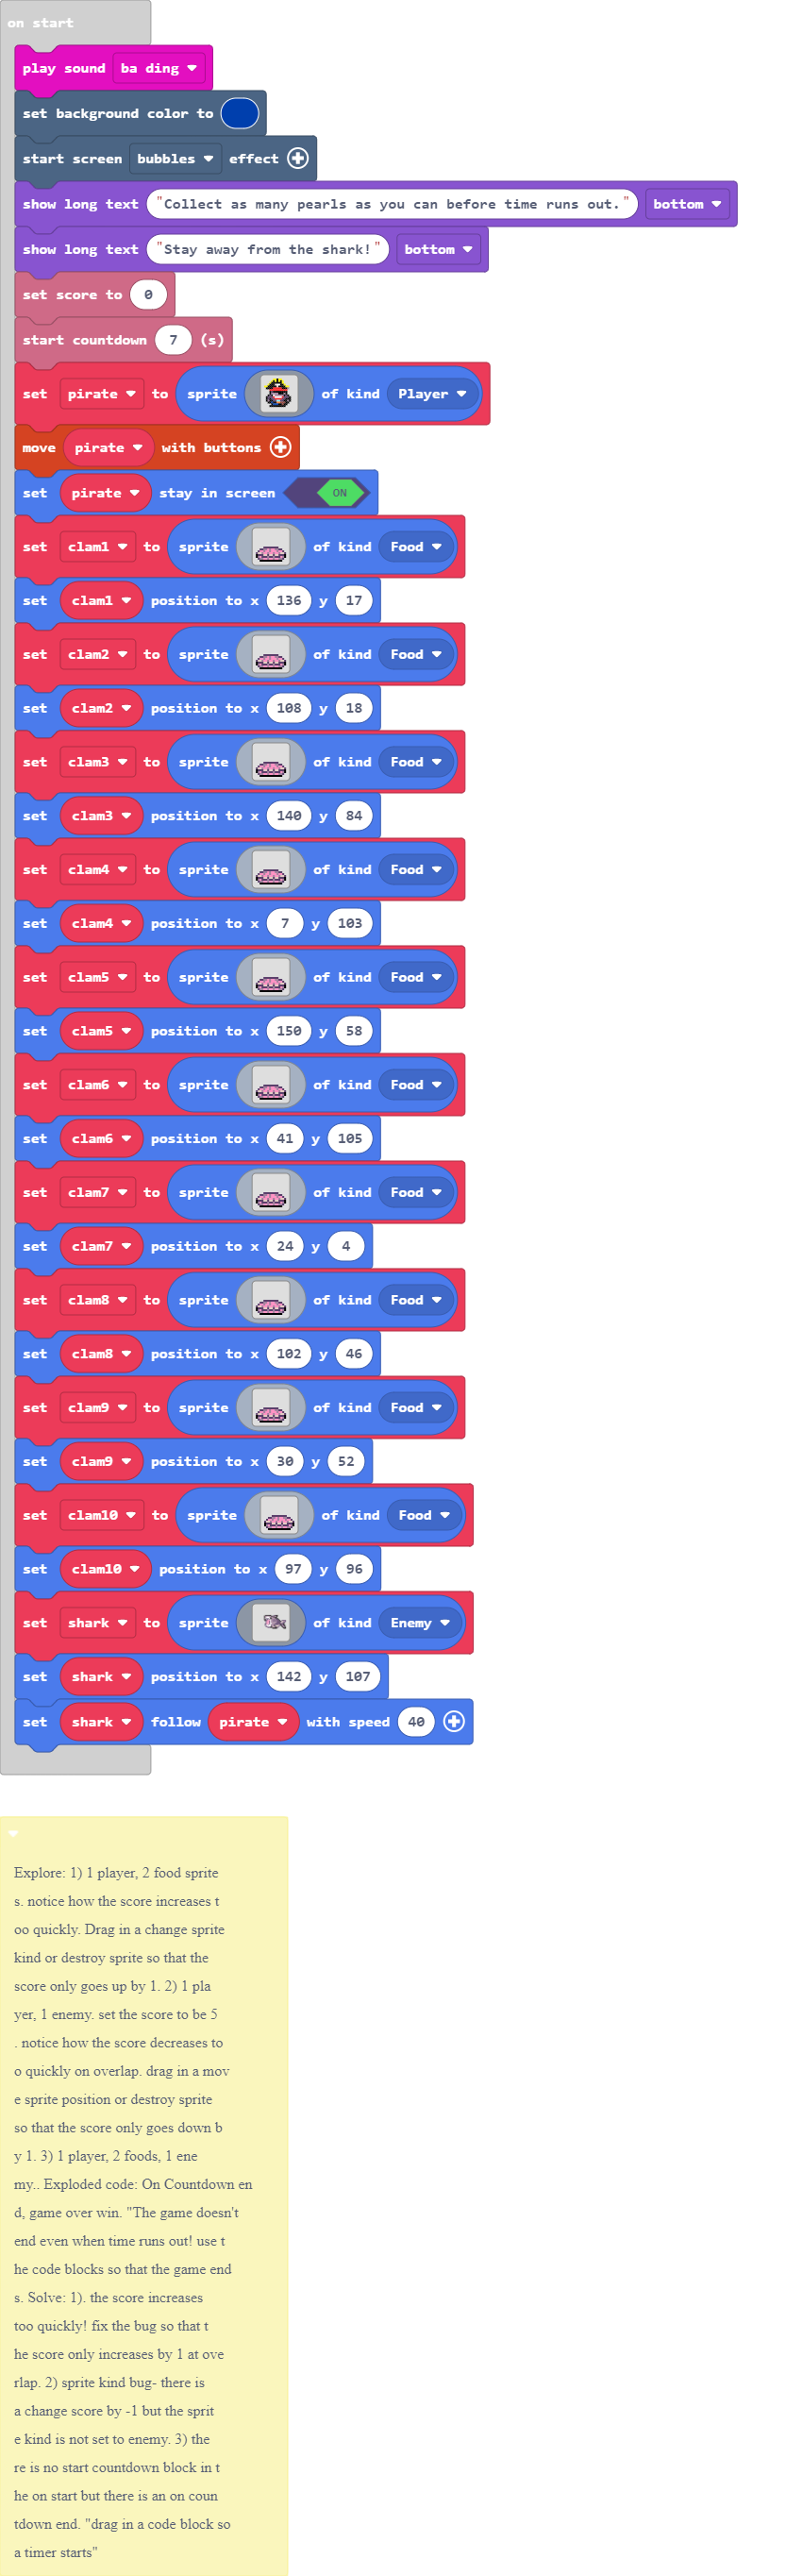 on start
play sound ba ding
set background color to
start screen bubbles effect
show long text "Collect as many pearls as you can before time runs out." bottom
show long text "Stay away from the shark!" bottom
set score to 0
start countdown 7 (s)
set pirate to sprite of kind Player
move pirate with buttons
set pirate stay in screen ON
set clam1 to sprite of kind Food
set clam1 position to x 136 y 17
set clam2 to sprite of kind Food
set clam2 position to x 108 y 18
set clam3 to sprite of kind Food
set clam3 position to x 140 y 84
set clam4 to sprite of kind Food
set clam4 position to x 7 y 103
set clam5 to sprite of kind Food
set clam5 position to x 150 y 58
set clam6 to sprite of kind Food
set clam6 position to x 41 y 105
set clam7 to sprite of kind Food
set clam7 position to x 24 y 4
set clam8 to sprite of kind Food
set clam8 position to x 102 y 46
set clam9 to sprite of kind Food
set clam9 position to x 30 y 52
set clam10 to sprite of kind Food
set clam10 position to x 97 y 96
set shark to sprite of kind Enemy
set shark position to x 142 y 107
set shark follow pirate with speed 40
Explore: 1) 1 player, 2 food sprite
s. notice how the score increases t
oo quickly. Drag in a change sprite
kind or destroy sprite so that the
score only goes up by 1. 2) 1 pla
yer, 1 enemy. set the score to be 5
. notice how the score decreases to
o quickly on overlap. drag in a mov
e sprite position or destroy sprite
so that the score only goes down b
y 1. 3) 1 player, 2 foods, 1 ene
my.. Exploded code: On Countdown en
d, game over win. "The game doesn't
end even when time runs out! use t
he code blocks so that the game end
s. Solve: 1). the score increases
too quickly! fix the bug so that t
he score only increases by 1 at ove
rlap. 2) sprite kind bug- there is
a change score by -1 but the sprit
e kind is not set to enemy. 3) the
re is no start countdown block in t
he on start but there is an on coun
tdown end. "drag in a code block so
a timer starts"